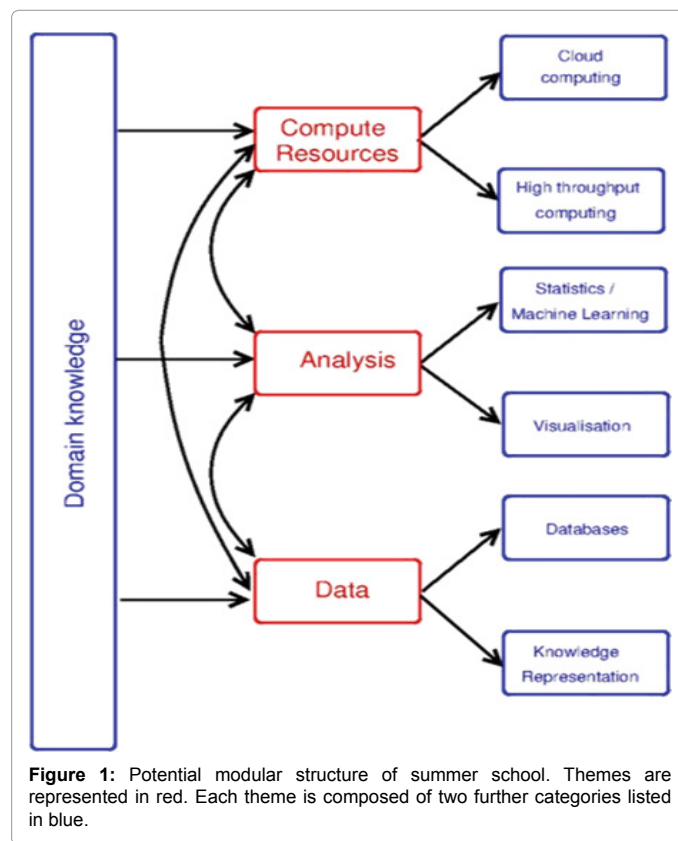 Domain knowledge
Compute
Resources
Cloud
computing
High throughput
computing
Analysis
Statistics /
Machine Learning
Visualisation
Data
Databases
Knowledge
Representation
Figure 1: Potential modular structure of summer school. Themes are
represented in red. Each theme is composed of two further categories listed
in blue.